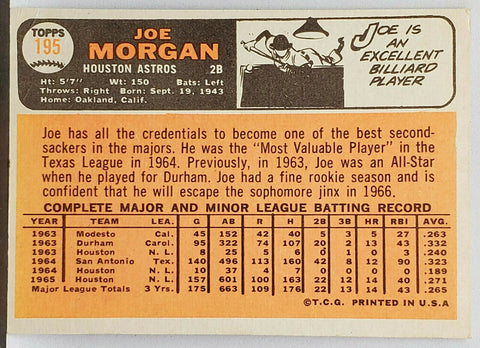 TOPPS
195
JOE
MORGAN
HOUSTON ASTROS 2B
Ht: 5'7" Wt: 150 Bats: Left
Throws: Right Born: Sept. 19, 1943
Home: Oakland, Calif.
JOE IS
AN
EXCELLENT
BILLIARD
PLAYER
Joe has all the credentials to become one of the best second-
sackers in the majors. He was the "Most Valuable Player" in the
Texas League in 1964. Previously, in 1963, Joe was an All-Star
when he played for Durham. Joe had a fine rookie season and is
confident that he will escape the sophomore jinx in 1966.
COMPLETE MAJOR AND MINOR LEAGUE BATTING RECORD
YEAR TEAM LEA. G AB R H 2B 3B HR RBI AVG.
1963 Modesto Cal. 45 152 42 40 5 3 5 27 .263
1963 Durham Carol. 95 322 74 107 20 2 13 43 .332
1963 Houston N. L. 8 25 5 6 0 1 0 3 .240
1964 San Antonio Tex. 140 496 113 160 42 8 12 90 .323
1964 Houston N. L. 10 37 4 7 0 0 0 0 .189
1965 Houston N. L. 157 601 100 163 22 12 14 40 .271
Major League Totals 3 Yrs. 175 663 109 176 22 13 14 43 .265
©T.C.G. PRINTED IN U.S.A